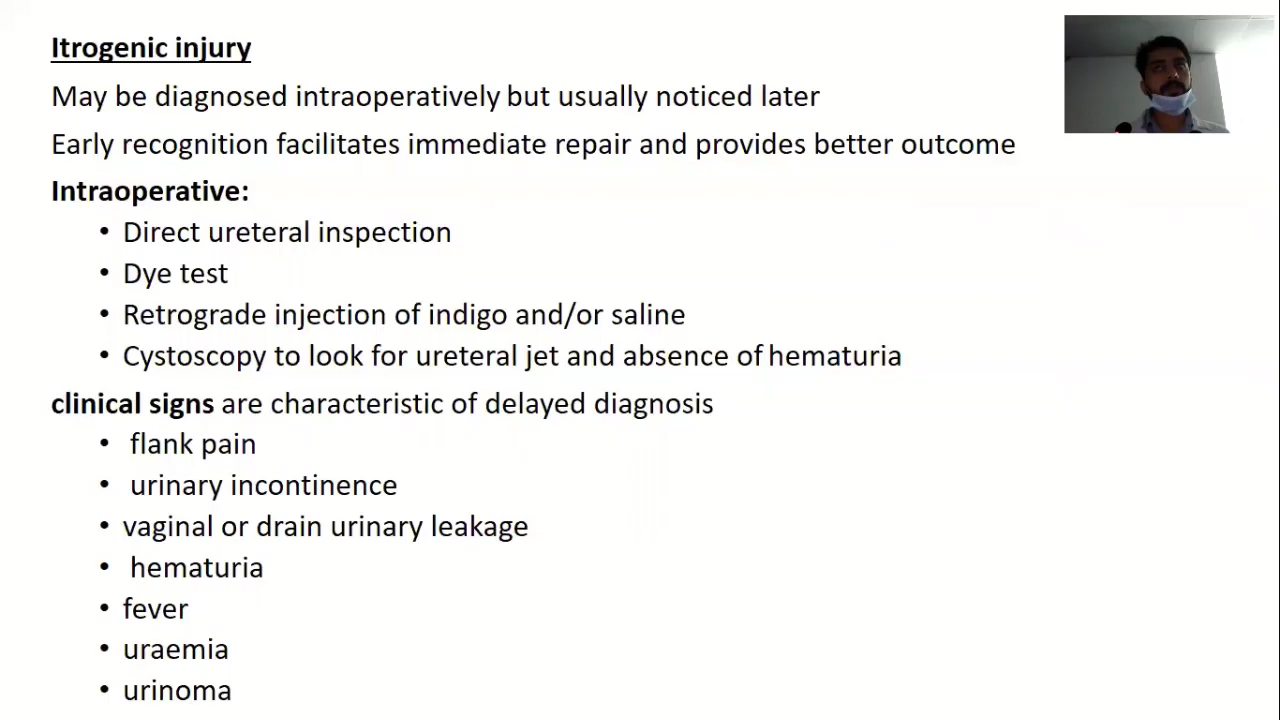 Itrogenic injury
May be diagnosed intraoperatively but usually noticed later
Early recognition facilitates immediate repair and provides better outcome
Intraoperative:
• Direct ureteral inspection
• Dye test
• Retrograde injection of indigo and/or saline
• Cystoscopy to look for ureteral jet and absence of hematuria
clinical signs are characteristic of delayed diagnosis
• flank pain
• urinary incontinence
• vaginal or drain urinary leakage
• hematuria
• fever
• uraemia
• urinoma